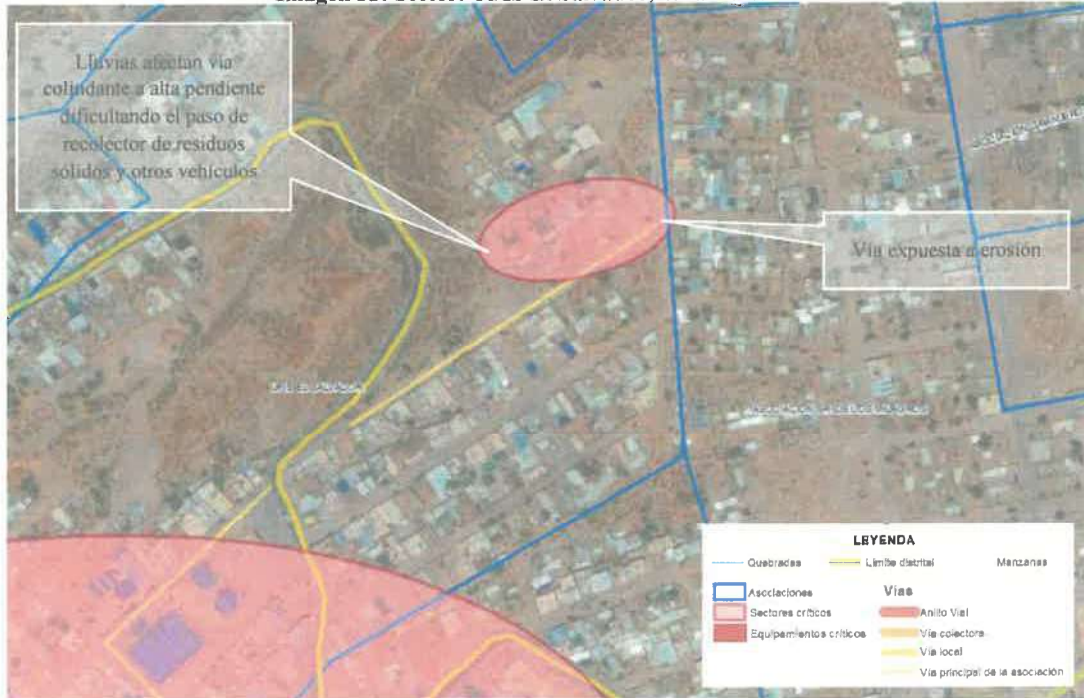 Lluvias afectan vía
colindante a alta pendiente
dificultando el paso de
recolector de residuos
sólidos y otros vehículos
Vía expuesta a erosión
LEYENDA
Quebradas
Límite distrital
Manzanas
Asociaciones
Vías
Sectores críticos
Anillo Vial
Equipamientos críticos
Vía colectora
Vía local
Vía principal de la asociación